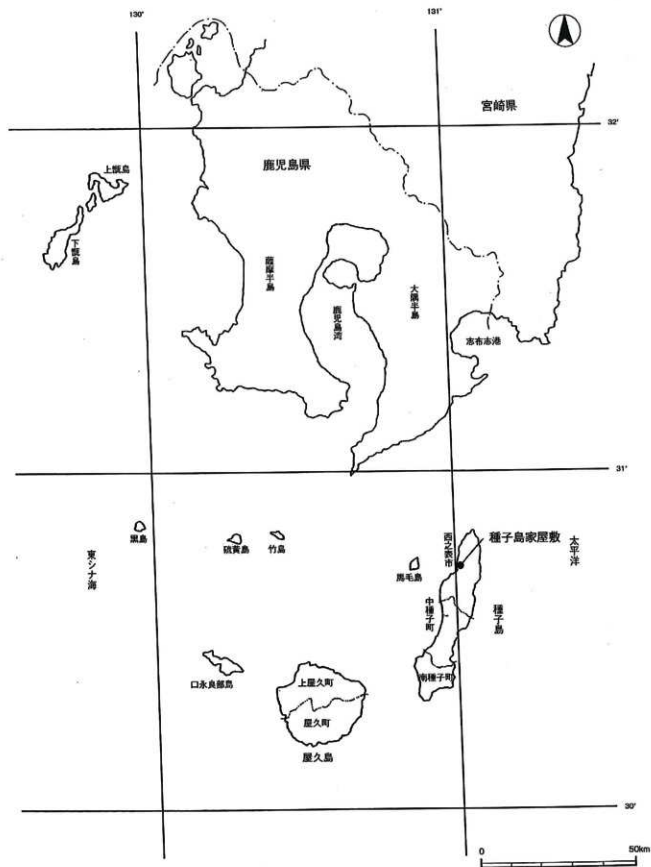 130°
131°
宮崎県
32°
上甑島
鹿児島県
下甑島
薩摩半島
鹿児島湾
大隅半島
志布志港
31°
黒島
硫黄島
竹島
馬毛島
西之表市
種子島家屋敷
太平洋
東シナ海
中種子町
種子島
口永良部島
上屋久町
南種子町
屋久町
屋久島
30°
0
50km